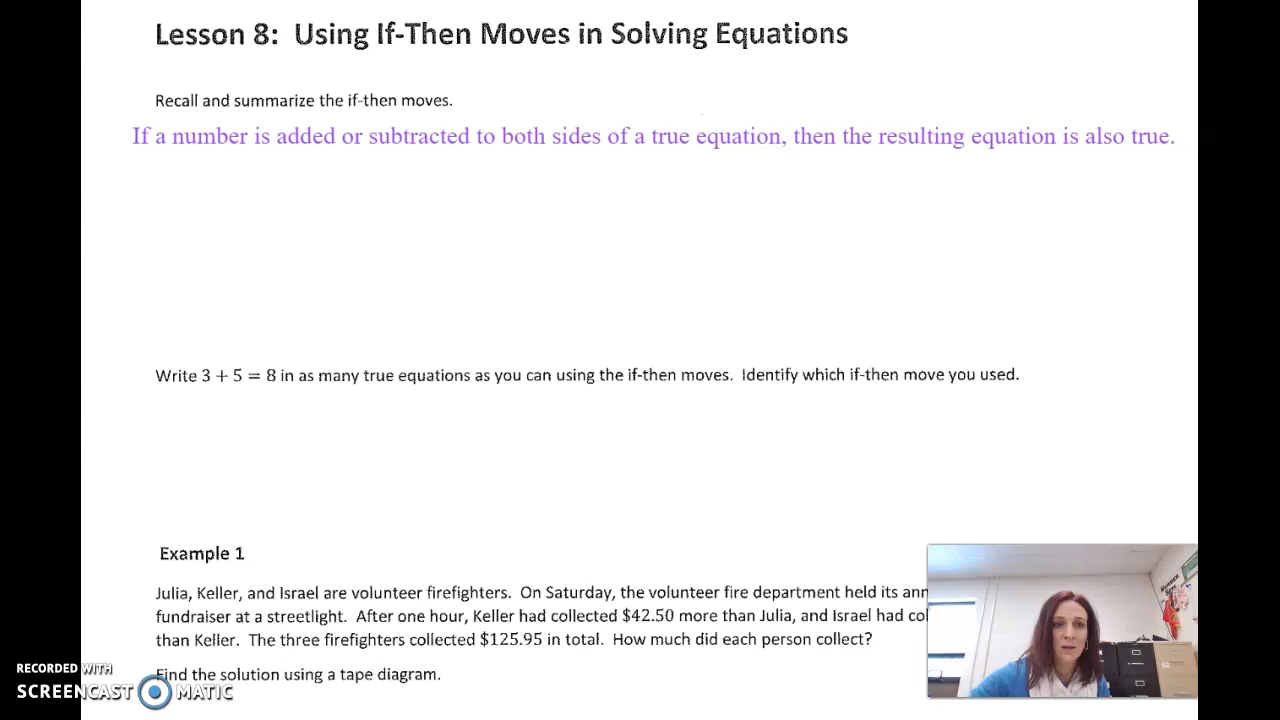 Lesson 8: Using If-Then Moves in Solving Equations
Recall and summarize the if-then moves.
If a number is added or subtracted to both sides of a true equation, then the resulting equation is also true.
Write 3 + 5 = 8 in as many true equations as you can using the if-then moves. Identify which if-then move you used.
Example 1
Julia, Keller, and Israel are volunteer firefighters. On Saturday, the volunteer fire department held its
fundraiser at a streetlight. After one hour, Keller had collected $42.50 more than Julia, and Israel had
than Keller. The three firefighters collected $125.95 in total. How much did each person collect?
Find the solution using a tape diagram.
RECORDED WITH
SCREENCAST MATIC